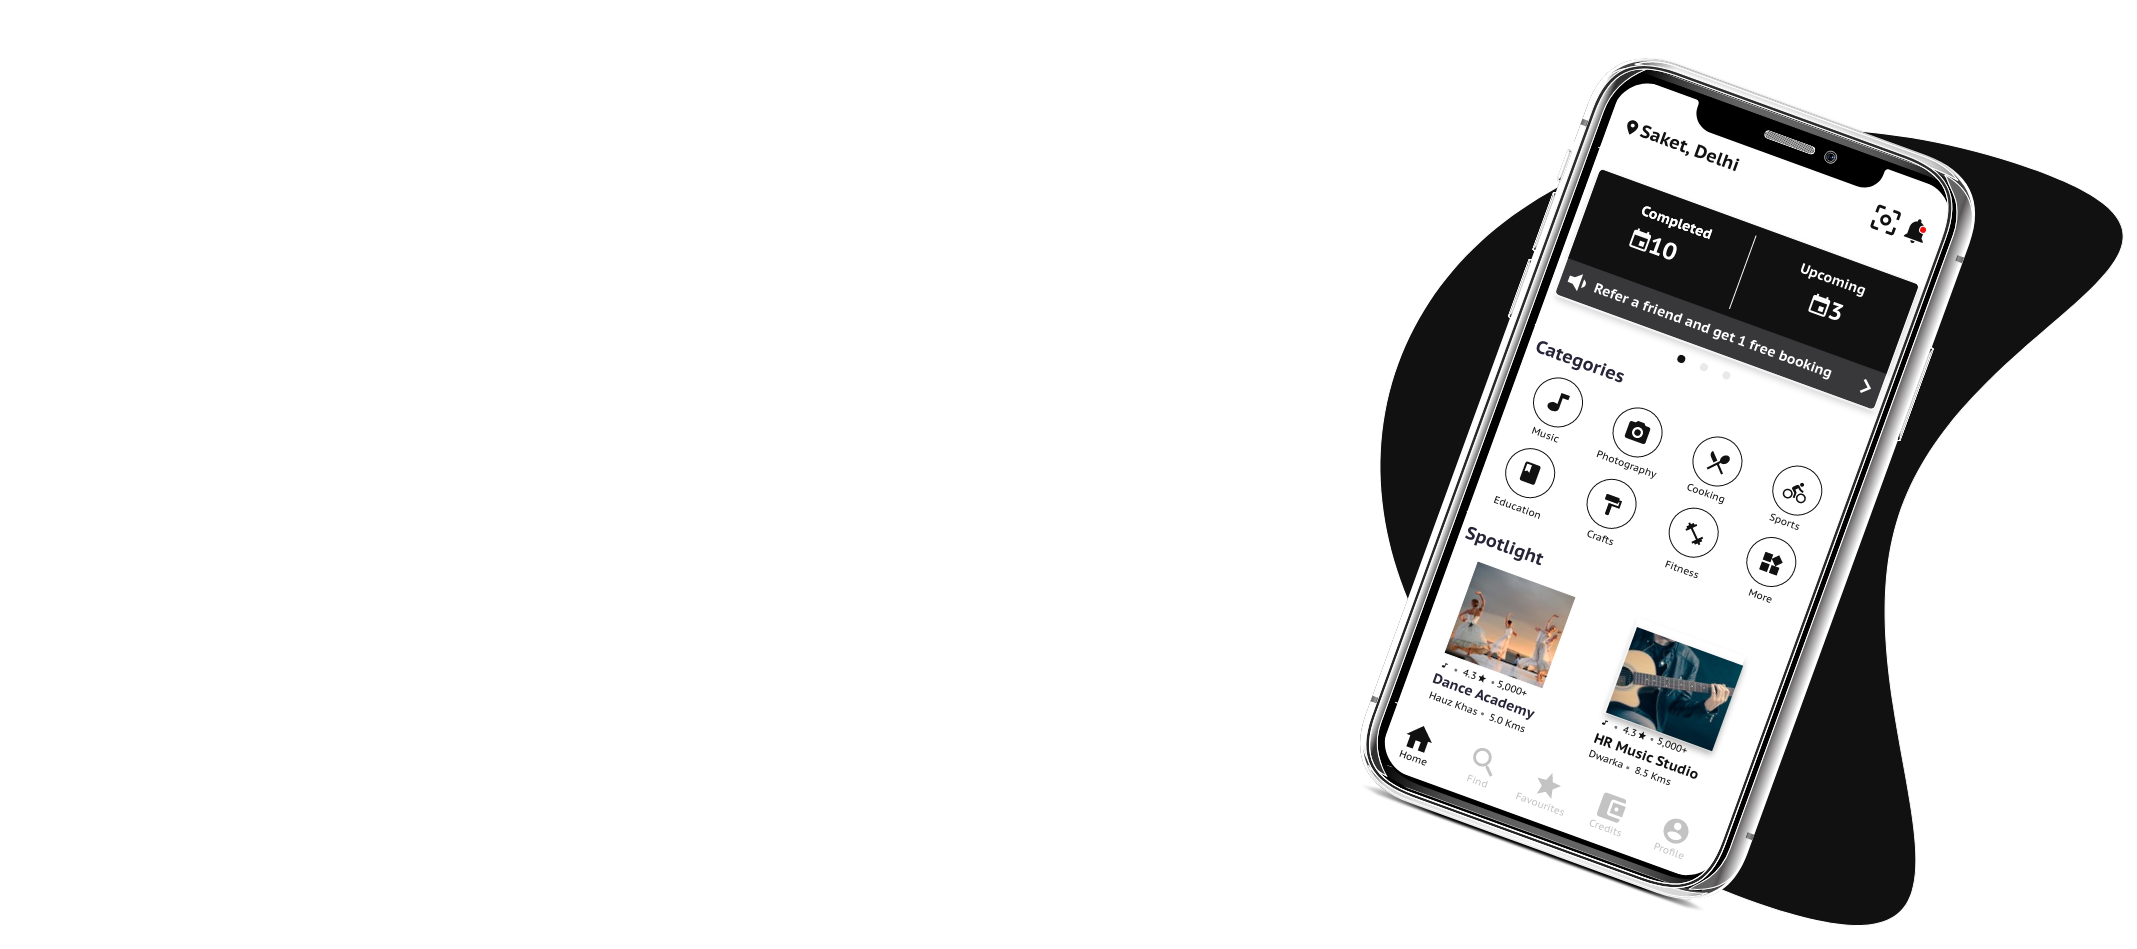 Saket, Delhi
Completed
10
Upcoming
3
Refer a friend and get 1 free booking
Categories
Music
Photography
Cooking
Sports
Education
Crafts
Fitness
More
Spotlight
• 4.3 ★ • 5,000+
Dance Academy
Hauz Khas • 5.0 Kms
• 4.3 ★ • 5,000+
HR Music Studio
Dwarka • 8.5 Kms
Home
Find
Favourites
Credits
Profile